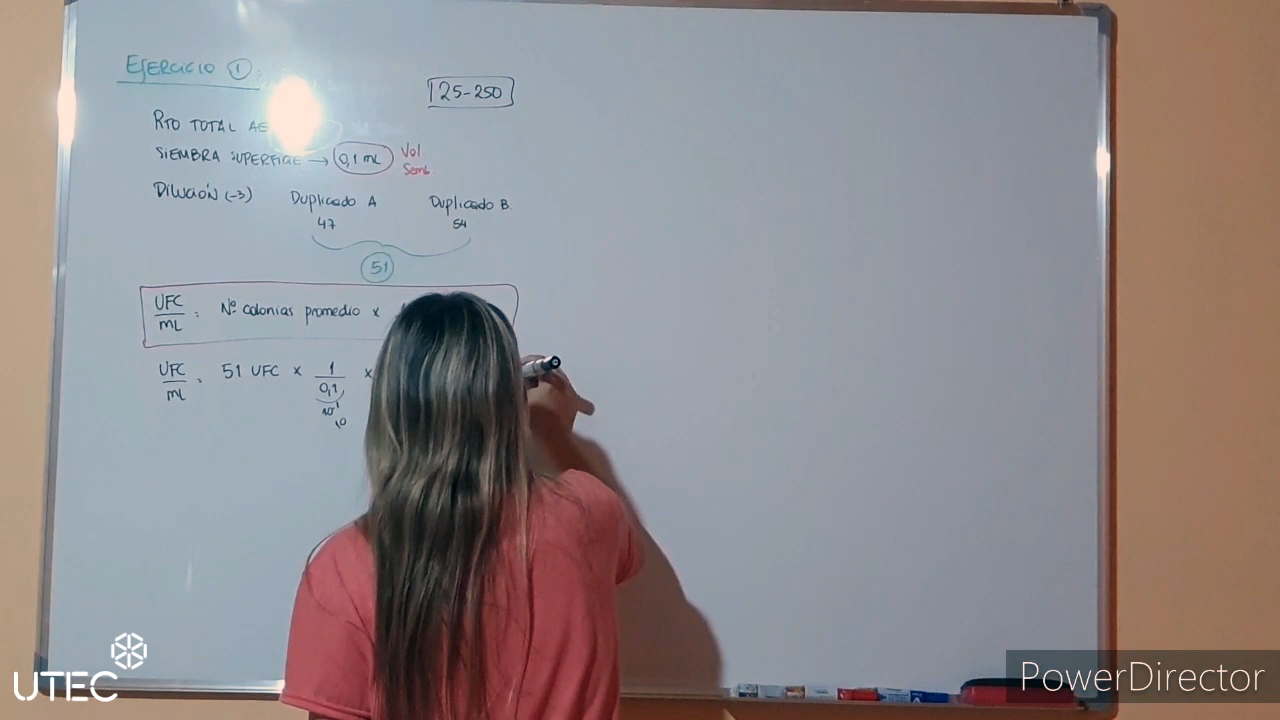 EJERCICIO 1
25-250
RTO TOTAL AE
SIEMBRA SUPERFICIE → 0,1 mL Vol. Semb.
Dilución (-3) Duplicado A Duplicado B
47 54
51
UFC/mL = Nº colonias promedio x
UFC/mL = 51 UFC x 1/0,1 x
10
UTEC
PowerDirector